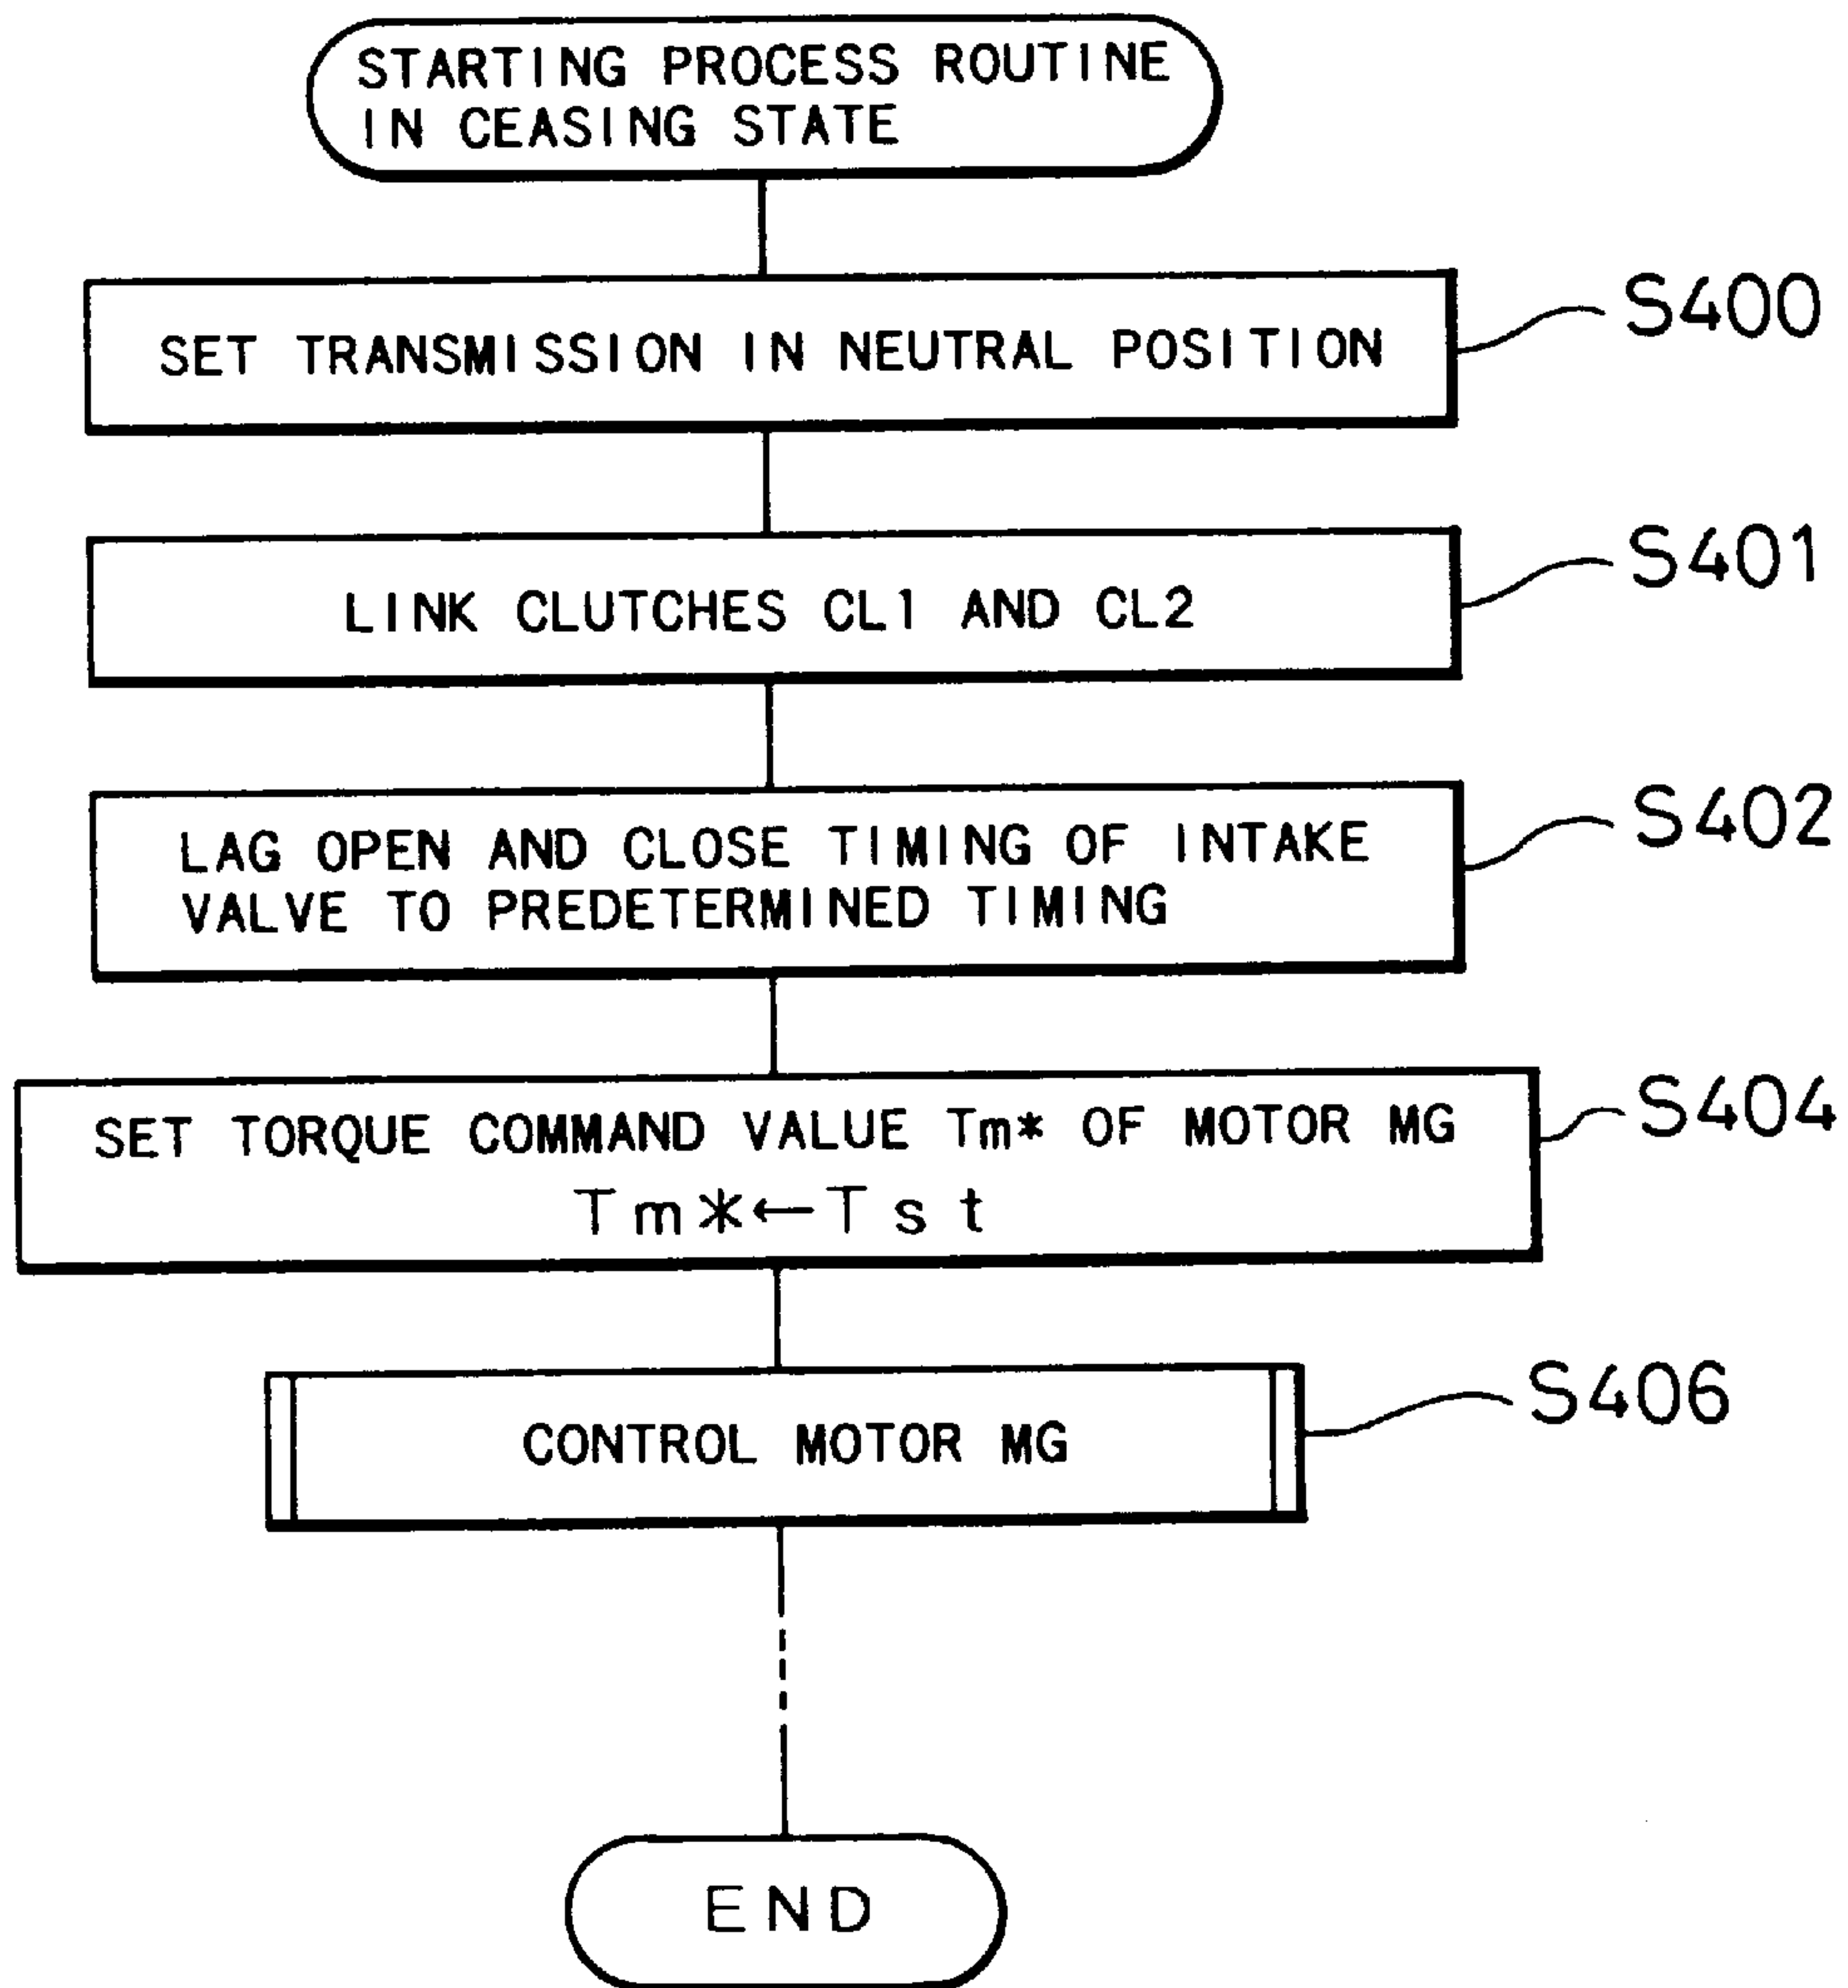 STARTING PROCESS ROUTINE
IN CEASING STATE
SET TRANSMISSION IN NEUTRAL POSITION
S400
LINK CLUTCHES CL1 AND CL2
S401
LAG OPEN AND CLOSE TIMING OF INTAKE
VALVE TO PREDETERMINED TIMING
S402
SET TORQUE COMMAND VALUE Tm* OF MOTOR MG
Tm*←Tst
S404
CONTROL MOTOR MG
S406
END